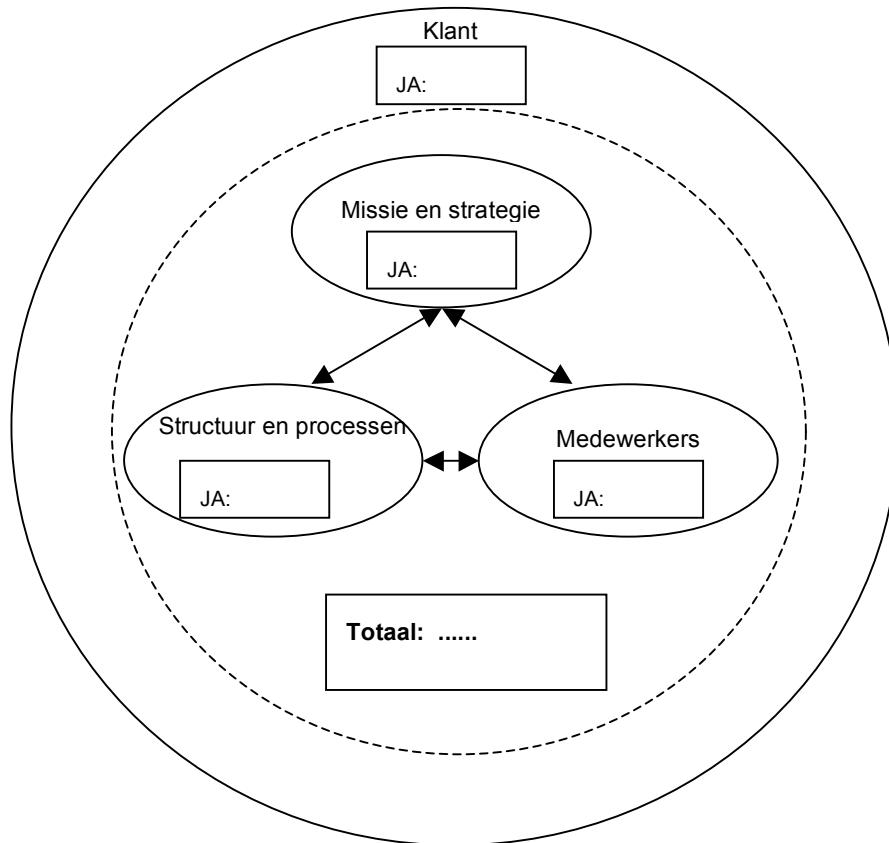 Klant
JA:
Missie en strategie
JA:
Structuur en processen
JA:
Medewerkers
JA:
Totaal: ......